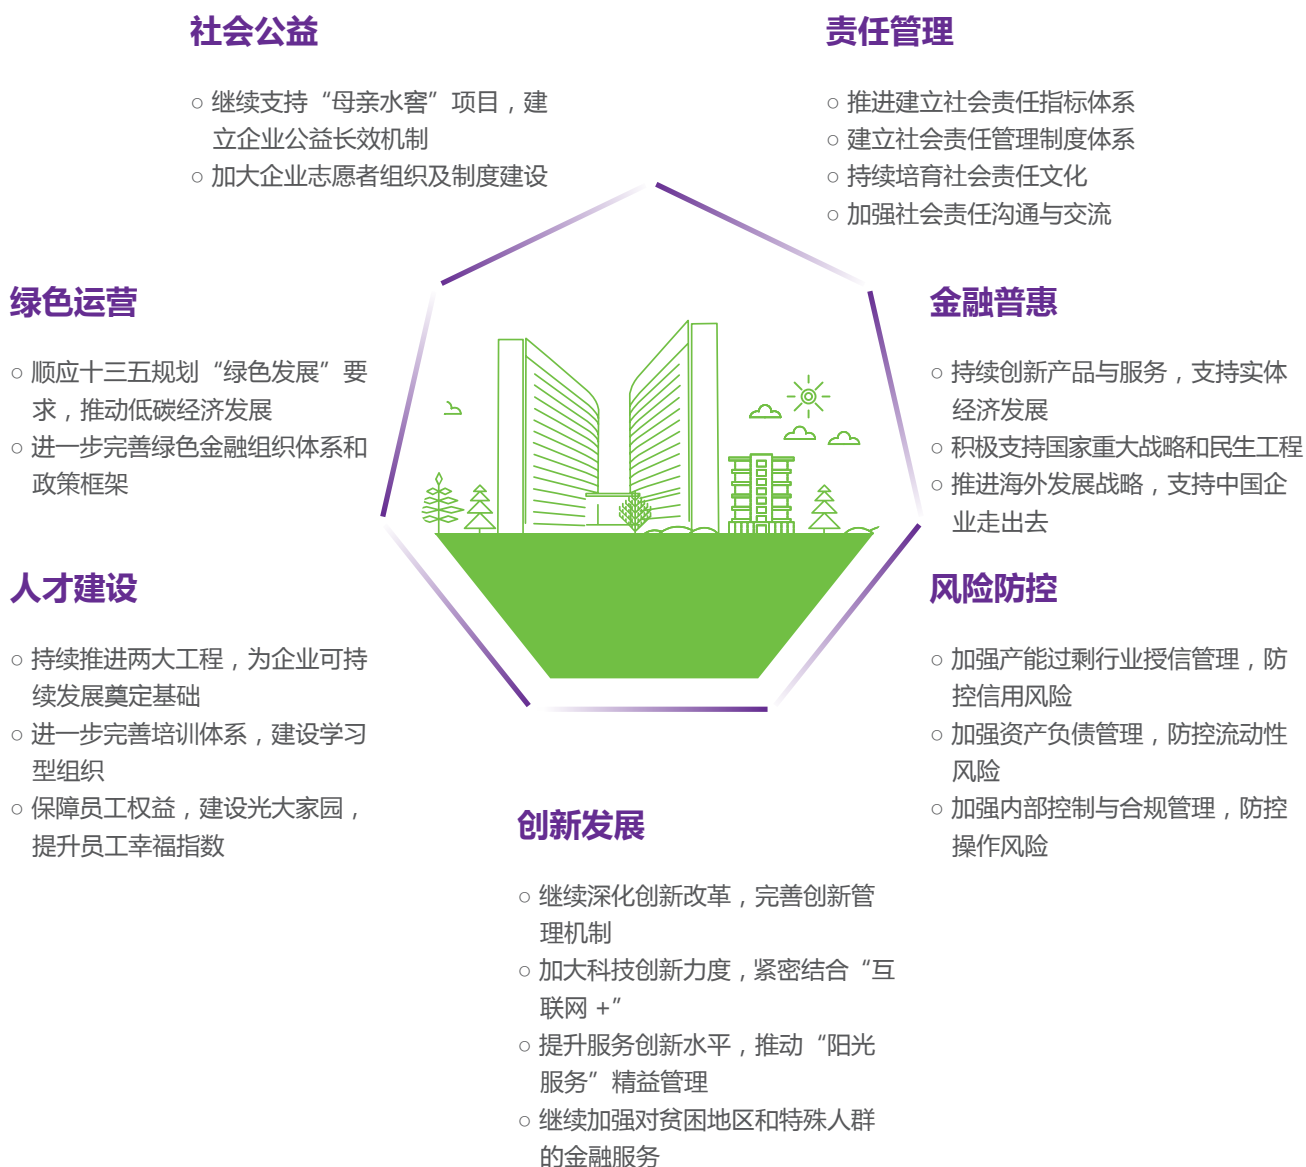 社会公益
○ 继续支持“母亲水窖”项目，建
立企业公益长效机制
○ 加大企业志愿者组织及制度建设
责任管理
○ 推进建立社会责任指标体系
○ 建立社会责任管理制度体系
○ 持续培育社会责任文化
○ 加强社会责任沟通与交流
绿色运营
○ 顺应十三五规划“绿色发展”要
求，推动低碳经济发展
○ 进一步完善绿色金融组织体系和
政策框架
金融普惠
○ 持续创新产品与服务，支持实体
经济发展
○ 积极支持国家重大战略和民生工程
○ 推进海外发展战略，支持中国企
业走出去
人才建设
○ 持续推进两大工程，为企业可持
续发展奠定基础
○ 进一步完善培训体系，建设学习
型组织
○ 保障员工权益，建设光大家园，
提升员工幸福指数
风险防控
○ 加强产能过剩行业授信管理，防
控信用风险
○ 加强资产负债管理，防控流动性
风险
○ 加强内部控制与合规管理，防控
操作风险
创新发展
○ 继续深化创新改革，完善创新管
理机制
○ 加大科技创新力度，紧密结合“互
联网 +”
○ 提升服务创新水平，推动“阳光
服务”精益管理
○ 继续加强对贫困地区和特殊人群
的金融服务